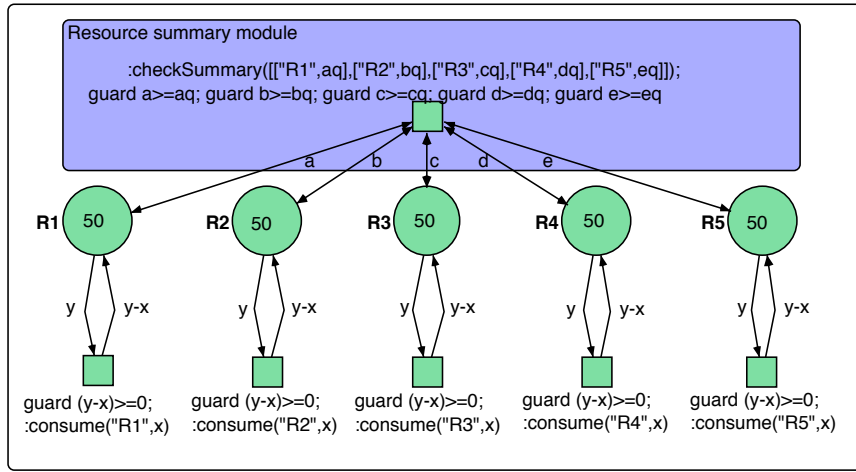 Resource summary module
:checkSummary([["R1",aq],["R2",bq],["R3",cq],["R4",dq],["R5",eq]]);
guard a>=aq; guard b>=bq; guard c>=cq; guard d>=dq; guard e>=eq
a b c d e
R1 50 R2 50 R3 50 R4 50 R5 50
y y-x y y-x y y-x y y-x y y-x
guard (y-x)>=0; guard (y-x)>=0; guard (y-x)>=0; guard (y-x)>=0; guard (y-x)>=0;
:consume("R1",x) :consume("R2",x) :consume("R3",x) :consume("R4",x) :consume("R5",x)